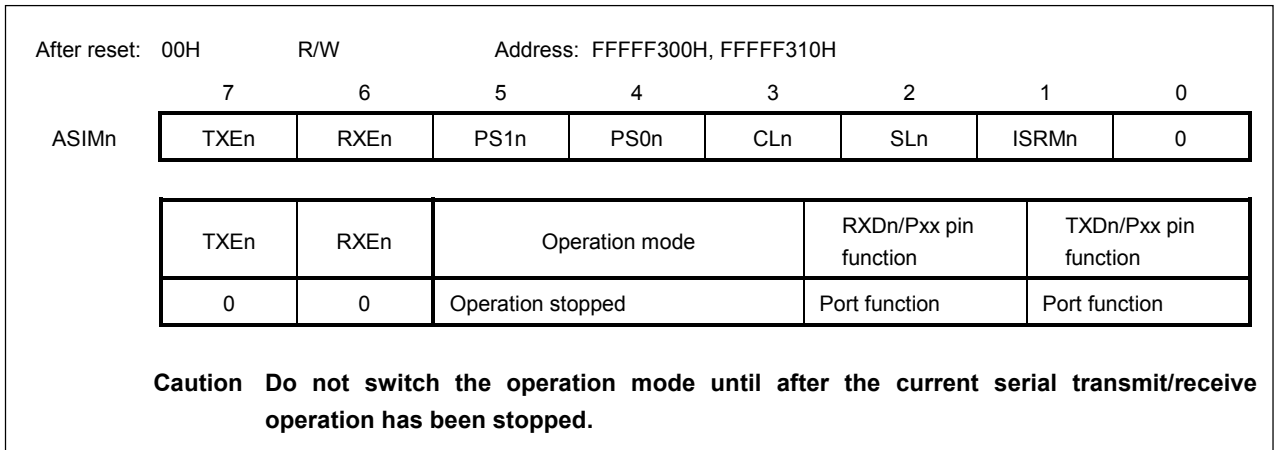 After reset: 00H R/W Address: FFFFF300H, FFFFF310H
7 6 5 4 3 2 1 0
ASIMn TXEn RXEn PS1n PS0n CLn SLn ISRMn 0
TXEn RXEn Operation mode RXDn/Pxx pin function TXDn/Pxx pin function
0 0 Operation stopped Port function Port function
Caution Do not switch the operation mode until after the current serial transmit/receive
operation has been stopped.